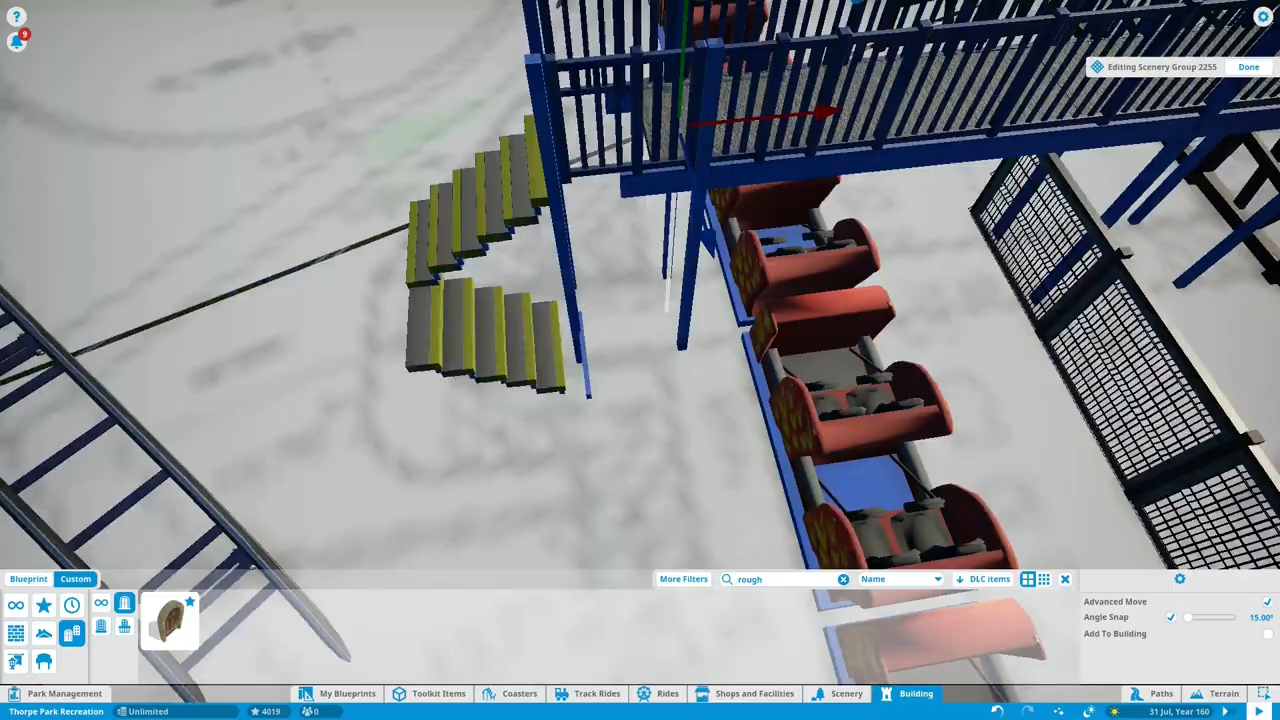 ?
9
Editing Scenery Group 2255 Done
Blueprint Custom
More Filters rough Name DLC items
Advanced Move
Angle Snap 15.00°
Add To Building
Park Management My Blueprints Toolkit Items Coasters Track Rides Rides Shops and Facilities Scenery Building Paths Terrain
Thorpe Park Recreation Unlimited 4019 0 31 Jul, Year 160